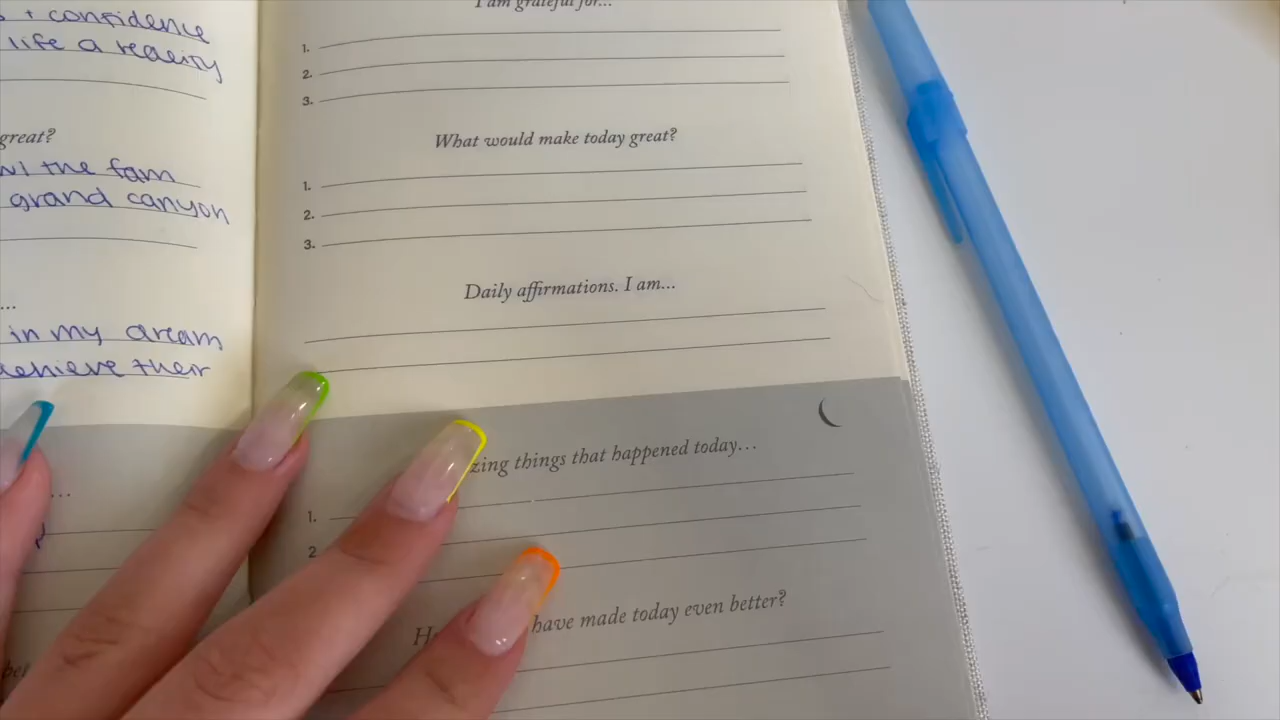 s + confidence
life a reality
great?
w/ the fam
grand canyon
...
in my dream
achieve their
...
I am grateful for...
1.
2.
3.
What would make today great?
1.
2.
3.
Daily affirmations. I am...
zing things that happened today...
1.
2
have made today even better?